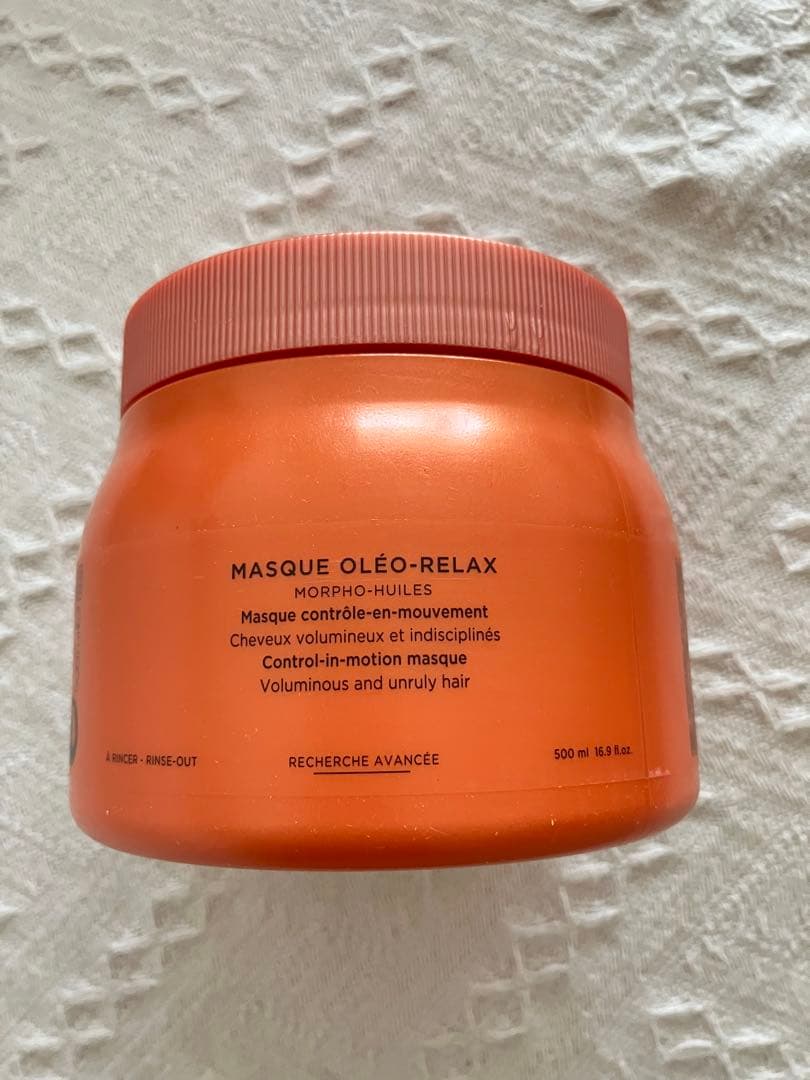 MASQUE OLÉO-RELAX
MORPHO-HUILES
Masque contrôle-en-mouvement
Cheveux volumineux et indisciplinés
Control-in-motion masque
Voluminous and unruly hair
À RINCER - RINSE-OUT
RECHERCHE AVANCÉE
500 ml 16.9 fl.oz.